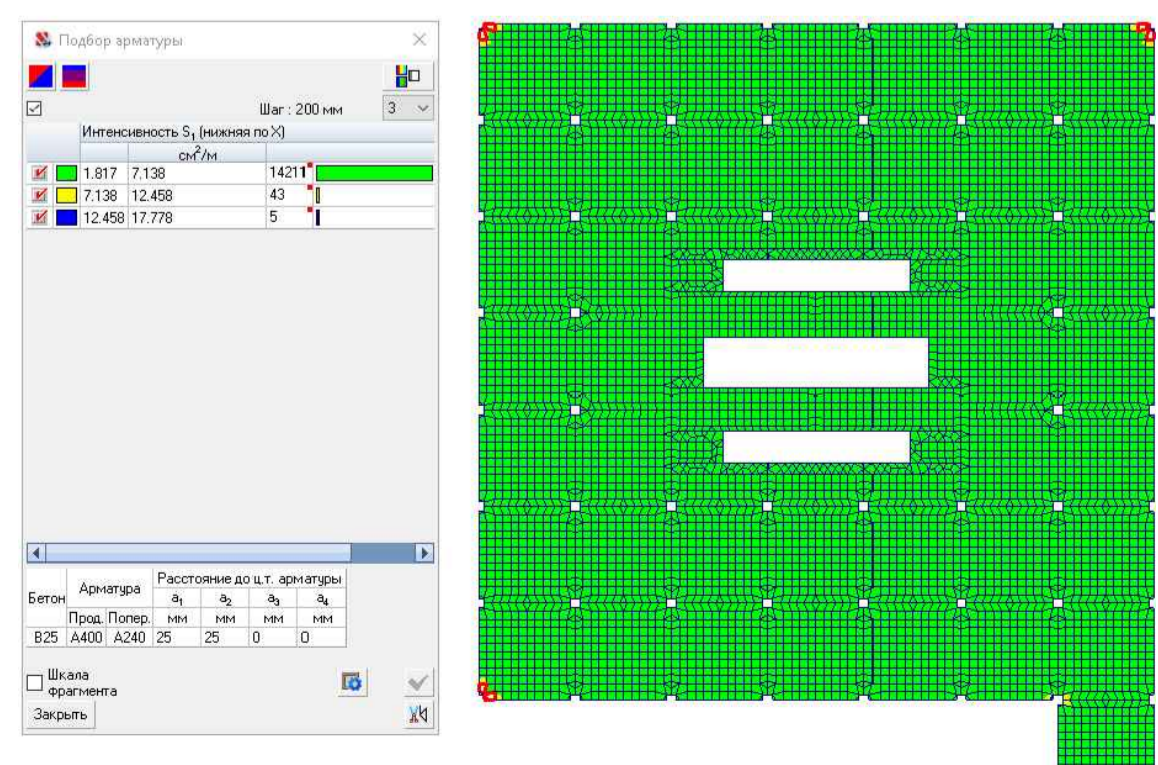 Подбор арматуры
Шаг : 200 мм 3
Интенсивность S₁ (нижняя по X)
см²/м
1.817 7.138 14211
7.138 12.458 43
12.458 17.778 5
Бетон Арматура Расстояние до ц.т. арматуры
a₁ a₂ a₃ a₄
Прод. Попер. мм мм мм мм
B25 A400 A240 25 25 0 0
Шкала
фрагмента
Закрыть